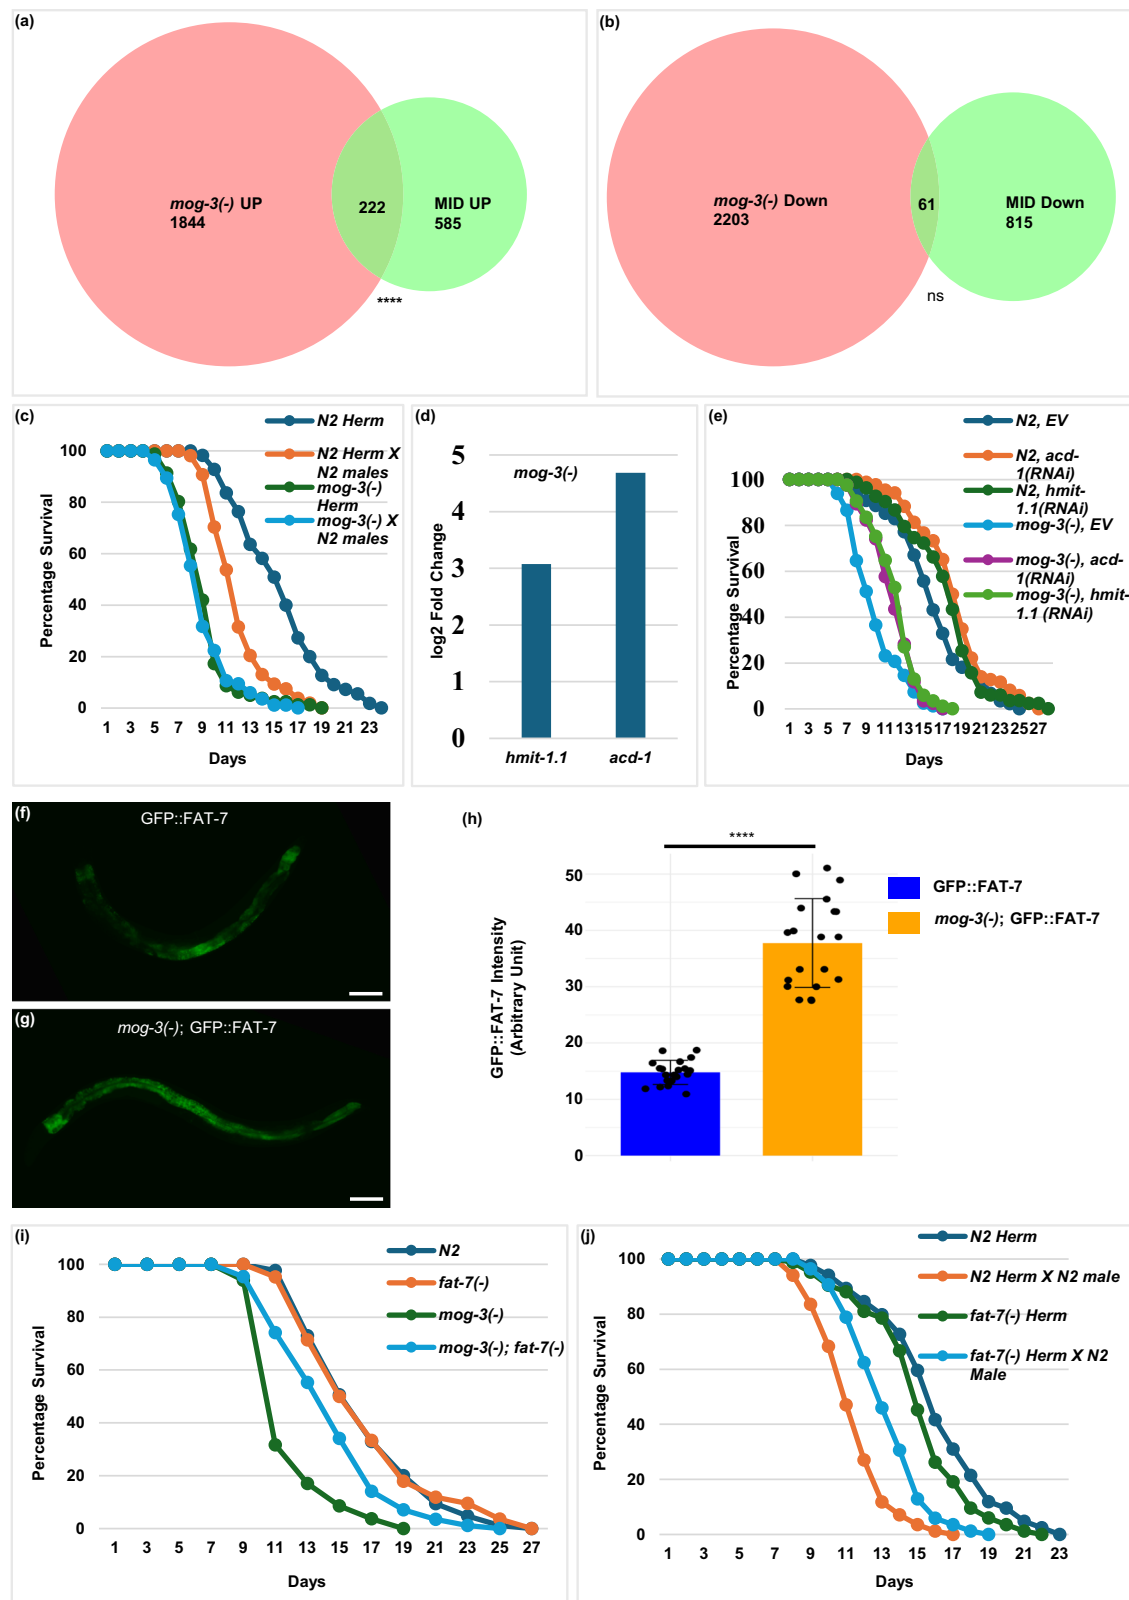 (a)
mog-3(-) UP
1844
222
MID UP
585
****
(b)
mog-3(-) Down
2203
61
MID Down
815
ns
(c)
N2 Herm
N2 Herm X
N2 males
mog-3(-)
Herm
mog-3(-) X
N2 males
Percentage Survival
100
80
60
40
20
0
1 3 5 7 9 11 13 15 17 19 21 23
Days
(d)
mog-3(-)
log2 Fold Change
5
4
3
2
1
0
hmit-1.1 acd-1
(e)
N2, EV
N2, acd-
1(RNAi)
N2, hmit-
1.1(RNAi)
mog-3(-), EV
mog-3(-), acd-
1(RNAi)
mog-3(-), hmit-
1.1 (RNAi)
Percentage Survival
100
80
60
40
20
0
1 3 5 7 9 11 13 15 17 19 21 23 25 27
Days
(f)
GFP::FAT-7
(g)
mog-3(-); GFP::FAT-7
(h)
****
GFP::FAT-7 Intensity
(Arbitrary Unit)
50
40
30
20
10
0
GFP::FAT-7
mog-3(-); GFP::FAT-7
(i)
N2
fat-7(-)
mog-3(-)
mog-3(-); fat-7(-)
Percentage Survival
100
80
60
40
20
0
1 3 5 7 9 11 13 15 17 19 21 23 25 27
Days
(j)
N2 Herm
N2 Herm X N2 male
fat-7(-) Herm
fat-7(-) Herm X N2
Male
Percentage Survival
100
80
60
40
20
0
1 3 5 7 9 11 13 15 17 19 21 23
Days